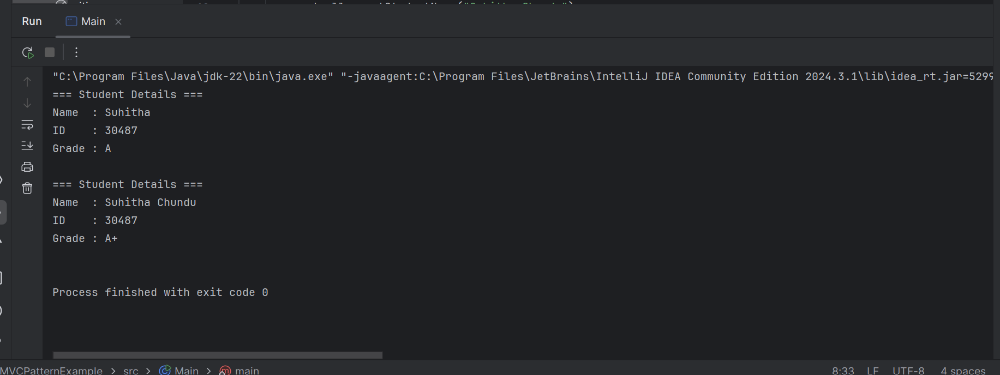 Run Main
"C:\Program Files\Java\jdk-22\bin\java.exe" "-javaagent:C:\Program Files\JetBrains\IntelliJ IDEA Community Edition 2024.3.1\lib\idea_rt.jar=5299
=== Student Details ===
Name  : Suhitha
ID    : 30487
Grade : A
=== Student Details ===
Name  : Suhitha Chundu
ID    : 30487
Grade : A+
Process finished with exit code 0
MVCPatternExample > src > Main > main 8:33 LF UTF-8 4 spaces